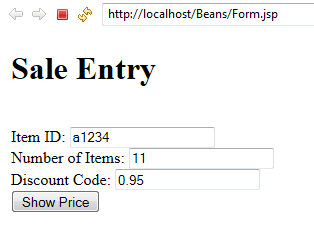 http://localhost/Beans/Form.jsp
Sale Entry
Item ID: a1234
Number of Items: 11
Discount Code: 0.95
Show Price